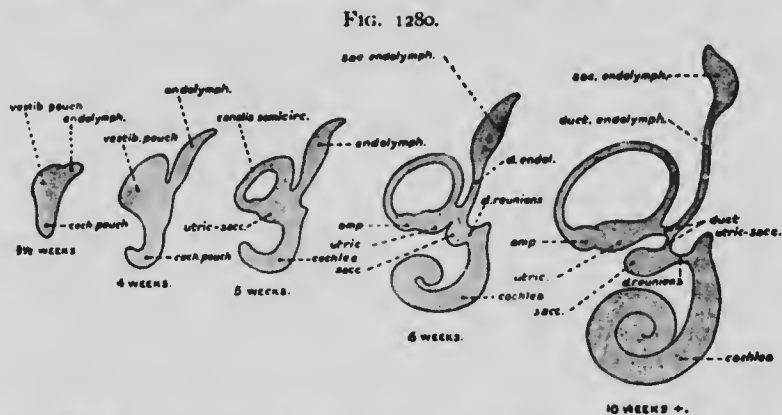 FIG. 1280.
vestib pouch
endolymph.
coch pouch
3½ WEEKS
endolymph.
vestib. pouch
coch pouch
4 WEEKS.
canalis semicirc.
endolymph.
utric-sacc.
cochlea
5 WEEKS.
sac endolymph.
d. endol.
d.reunions
amp
utric
sacc
cochlea
6 WEEKS.
sac. endolymph.
duct. endolymph.
amp
utric.
sacc.
duct
utric-sacc.
d.reunions
cochlea
10 WEEKS +.